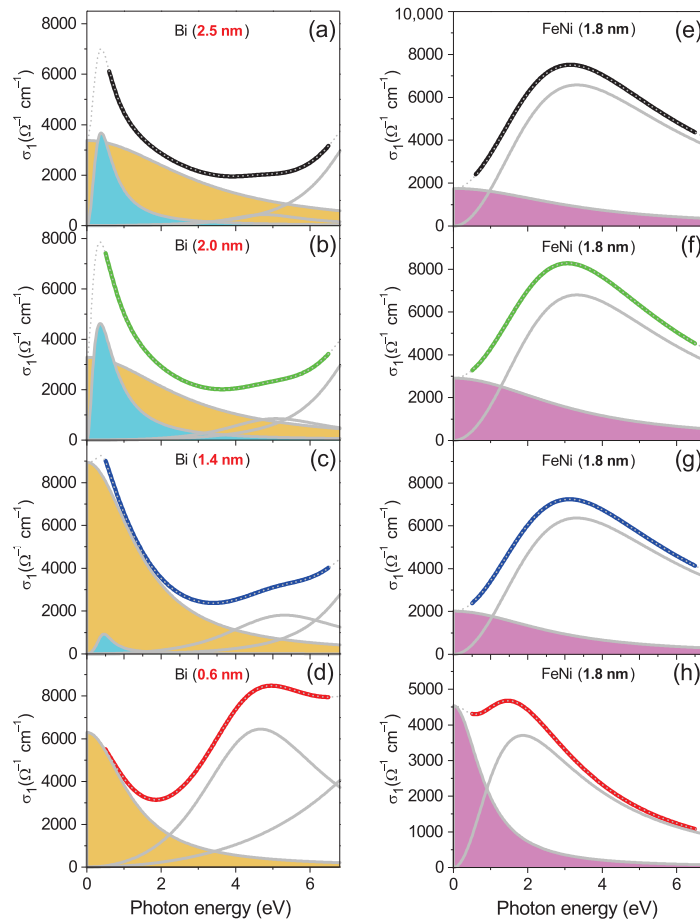 Bi (2.5 nm)
(a)
8000
6000
4000
2000
0
σ₁(Ω⁻¹ cm⁻¹)
Bi (2.0 nm)
(b)
8000
6000
4000
2000
0
σ₁(Ω⁻¹ cm⁻¹)
Bi (1.4 nm)
(c)
8000
6000
4000
2000
0
σ₁(Ω⁻¹ cm⁻¹)
Bi (0.6 nm)
(d)
8000
6000
4000
2000
0
σ₁(Ω⁻¹ cm⁻¹)
0 2 4 6
Photon energy (eV)
FeNi (1.8 nm)
(e)
10,000
8000
6000
4000
2000
0
σ₁(Ω⁻¹ cm⁻¹)
FeNi (1.8 nm)
(f)
8000
6000
4000
2000
0
σ₁(Ω⁻¹ cm⁻¹)
FeNi (1.8 nm)
(g)
8000
6000
4000
2000
0
σ₁(Ω⁻¹ cm⁻¹)
FeNi (1.8 nm)
(h)
5000
4000
3000
2000
1000
0
σ₁(Ω⁻¹ cm⁻¹)
0 2 4 6
Photon energy (eV)